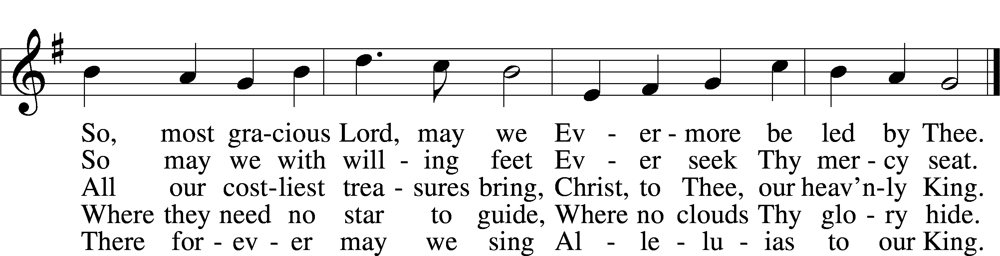 So, most gra-cious Lord, may we Ev - er - more be led by Thee.
So may we with will - ing feet Ev - er seek Thy mer - cy seat.
All our cost-liest trea - sures bring, Christ, to Thee, our heav’n-ly King.
Where they need no star to guide, Where no clouds Thy glo - ry hide.
There for - ev - er may we sing Al - le - lu - ias to our King.